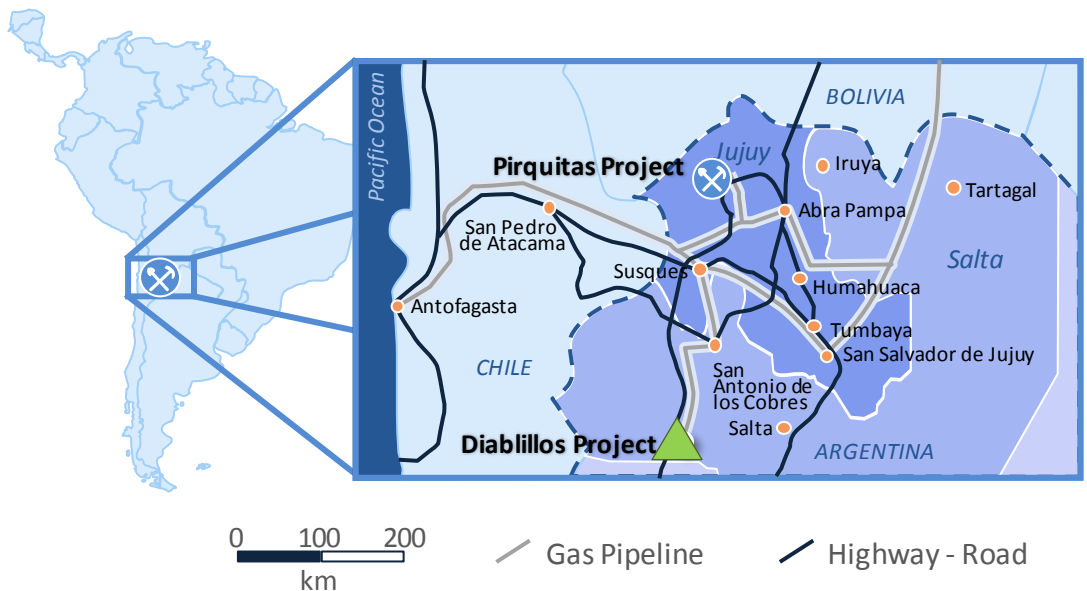 Pacific Ocean
BOLIVIA
Jujuy
Pirquitas Project
Iruya
Tartagal
Abra Pampa
San Pedro
de Atacama
Salta
Susques
Humahuaca
Antofagasta
Tumbaya
San Salvador de Jujuy
CHILE
San
Antonio de
los Cobres
Salta
Diablillos Project
ARGENTINA
0 100 200
km
Gas Pipeline
Highway - Road